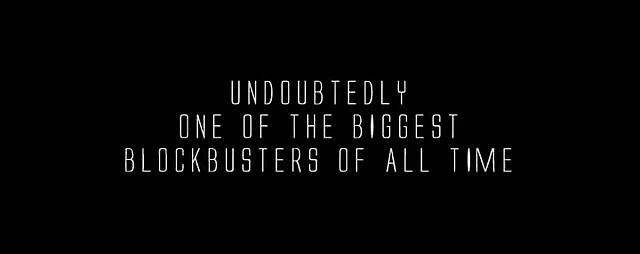 UNDOUBTEDLY
ONE OF THE BIGGEST
BLOCKBUSTERS OF ALL TIME